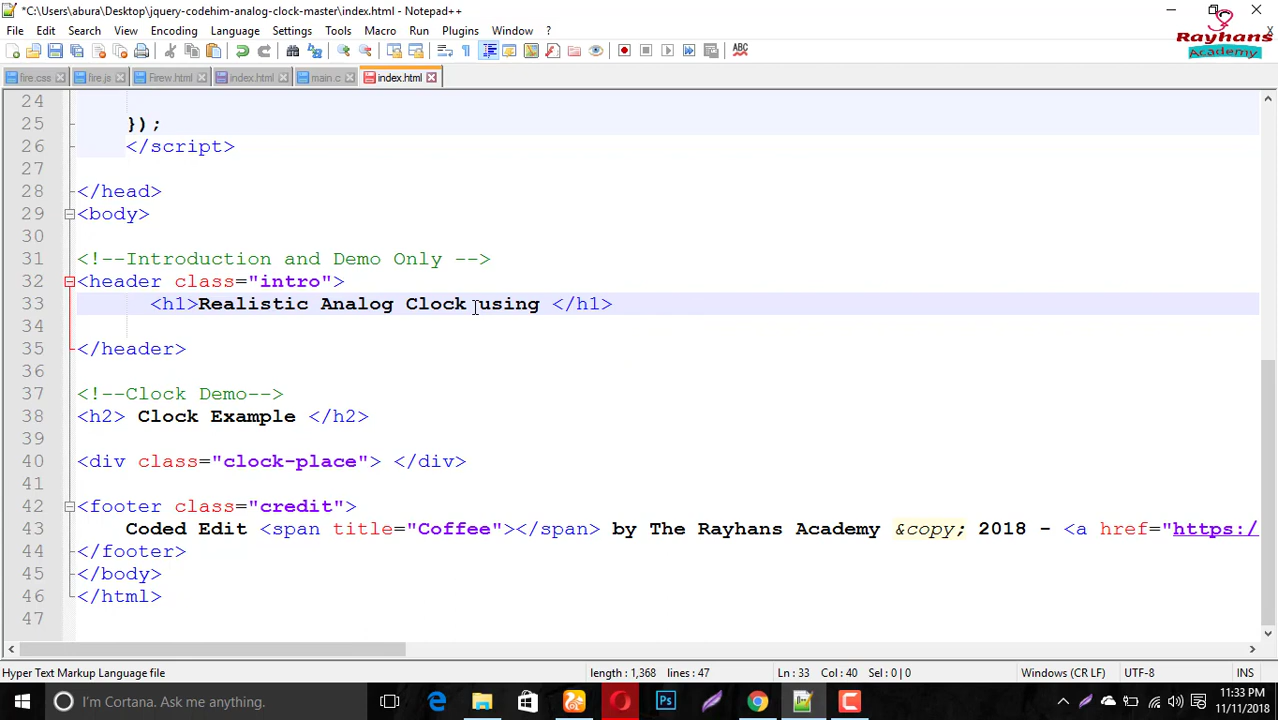 *C:\Users\abura\Desktop\jquery-codehim-analog-clock-master\index.html - Notepad++
Rayhans
Academy
File Edit Search View Encoding Language Settings Tools Macro Run Plugins Window ? X
fire.css fire.js Firew.html index.html main.c index.html
24
25 });
26 </script>
27
28 </head>
29 <body>
30
31 <!--Introduction and Demo Only -->
32 <header class="intro">
33 <h1>Realistic Analog Clock using </h1>
34
35 </header>
36
37 <!--Clock Demo-->
38 <h2> Clock Example </h2>
39
40 <div class="clock-place"> </div>
41
42 <footer class="credit">
43 Coded Edit <span title="Coffee"></span> by The Rayhans Academy &copy; 2018 - <a href="https:/
44 </footer>
45 </body>
46 </html>
47
Hyper Text Markup Language file length : 1,368 lines : 47 Ln : 33 Col : 40 Sel : 0 | 0 Windows (CR LF) UTF-8 INS
I'm Cortana. Ask me anything. 11:33 PM
11/11/2018